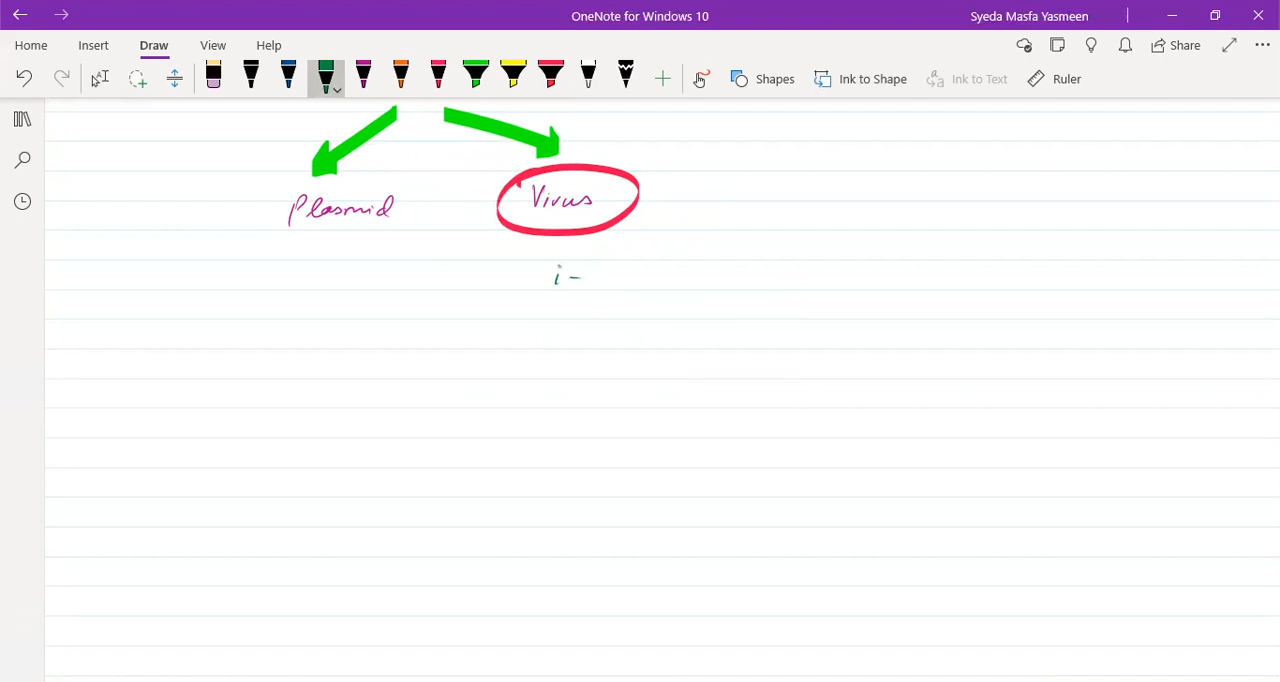 OneNote for Windows 10
Syeda Masfa Yasmeen
Home Insert Draw View Help
Share
Shapes Ink to Shape Ink to Text Ruler
Plasmid Virus
i -